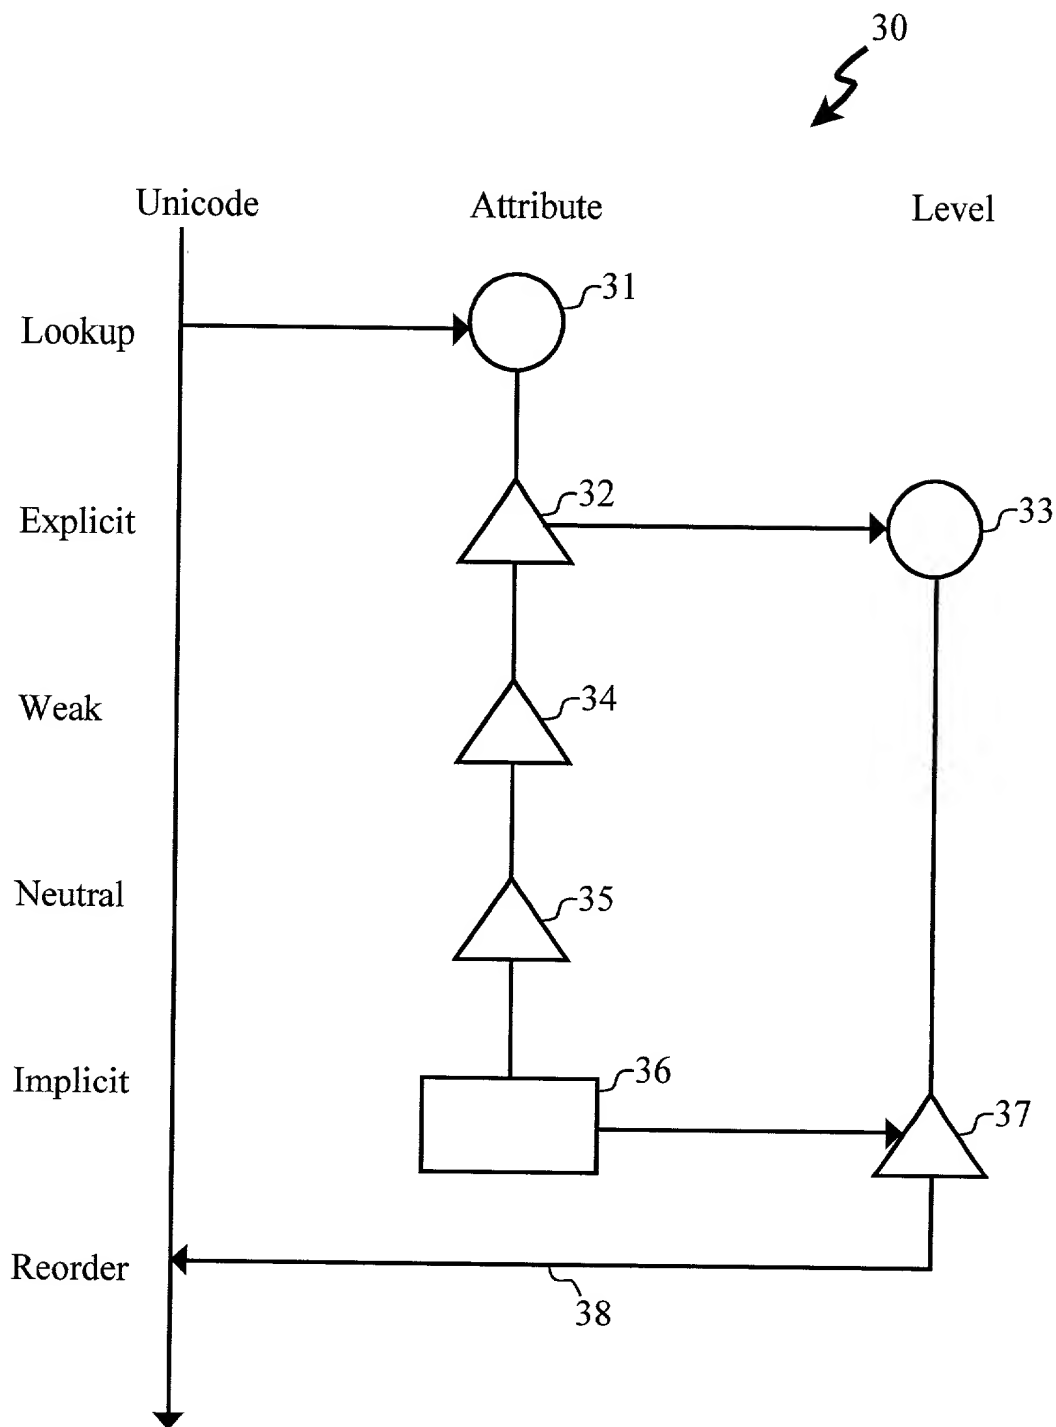 30
Unicode Attribute Level
31
Lookup
32
33
Explicit
34
Weak
35
Neutral
36
Implicit
37
Reorder
38